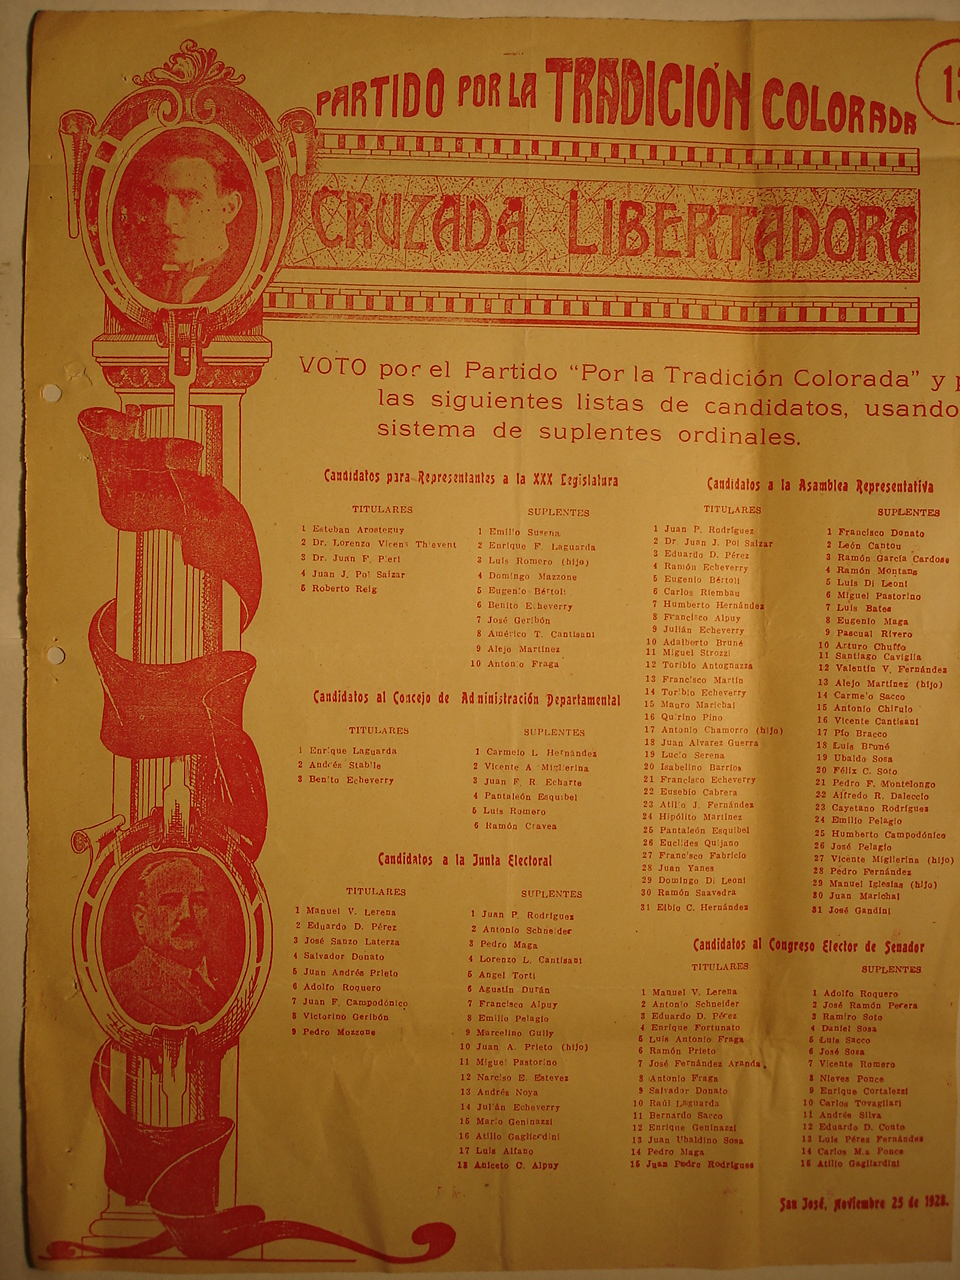 PARTIDO POR LA TRADICIÓN COLORADA
CRUZADA LIBERTADORA
VOTO por el Partido "Por la Tradición Colorada" y
las siguientes listas de candidatos, usando
sistema de suplentes ordinales.
Candidatos para Representantes a la XXX Legislatura
TITULARES
1 Esteban Arosteguy
2 Dr. Lorenzo Vicens Thievent
3 Dr. Juan F. Pieri
4 Juan J. Pol Salzar
5 Roberto Reig
SUPLENTES
1 Emilio Susena
2 Enrique F. Laguarda
3 Luis Romero (hijo)
4 Domingo Mazzone
5 Eugenio Bértoli
6 Benito Echeverry
7 José Geribón
8 Américo T. Cantisani
9 Alejo Martinez
10 Antonio Fraga
Candidatos al Concejo de Administración Departamental
TITULARES
1 Enrique Laguarda
2 Andrés Stabile
3 Benito Echeverry
SUPLENTES
1 Carmelo L. Hernández
2 Vicente A Miglierina
3 Juan F. R Echarte
4 Pantaleón Esquibel
5 Luis Romero
6 Ramón Cravea
Candidatos a la Junta Electoral
TITULARES
1 Manuel V. Lerena
2 Eduardo D. Pérez
3 José Sanzo Laterza
4 Salvador Donato
5 Juan Andrés Prieto
6 Adolfo Roquero
7 Juan F. Campodónico
8 Victorino Geribón
9 Pedro Mozzone
SUPLENTES
1 Juan P. Rodríguez
2 Antonio Schneider
3 Pedro Maga
4 Lorenzo L. Cantisani
5 Angel Torti
6 Agustín Durán
7 Francisco Alpuy
8 Emilio Pelagio
9 Marcelino Gully
10 Juan A. Prieto (hijo)
11 Miguel Pastorino
12 Narciso E. Estevez
13 Andrés Noya
14 Julián Echeverry
15 Mario Geninazzi
16 Atilio Gagliardini
17 Luis Alfano
18 Aniceto C. Alpuy
Candidatos a la Asamblea Representativa
TITULARES
1 Juan P. Rodríguez
2 Dr. Juan J. Pol Salzar
3 Eduardo D. Pérez
4 Ramón Echeverry
5 Eugenio Bértoli
6 Carlos Riembau
7 Humberto Hernández
8 Francisco Alpuy
9 Julián Echeverry
10 Adalberto Bruné
11 Miguel Strozzi
12 Toribio Antognazza
13 Francisco Martín
14 Toribio Echeverry
15 Mauro Marichal
16 Quirino Pino
17 Antonio Chamorro (hijo)
18 Juan Alvarez Guerra
19 Lucio Serena
20 Isabelino Barrios
21 Francisco Echeverry
22 Eusebio Cabrera
23 Atilio J. Fernández
24 Hipólito Martinez
25 Pantaleón Esquibel
26 Euclides Quijano
27 Francisco Fabricio
28 Juan Yanes
29 Domingo Di Leoni
30 Ramón Saavedra
31 Elbio C. Hernández
SUPLENTES
1 Francisco Donato
2 León Cantou
3 Ramón García Cardoso
4 Ramón Montans
5 Luis Di Leoni
6 Miguel Pastorino
7 Luis Batea
8 Eugenio Maga
9 Pascual Rivero
10 Arturo Chuffo
11 Santiago Caviglia
12 Valentín V. Fernández
13 Alejo Martínez (hijo)
14 Carmelo Sacco
15 Antonio Chirulo
16 Vicente Cantisani
17 Pío Bracco
18 Luis Bruné
19 Ubaldo Sosa
20 Félix C. Soto
21 Pedro F. Montelongo
22 Alfredo R. Daleccio
23 Cayetano Rodrigues
24 Emilio Pelagio
25 Humberto Campodónico
26 José Pelagio
27 Vicente Miglierina (hijo)
28 Pedro Fernández
29 Manuel Iglesias (hijo)
30 Juan Marichal
31 José Gandini
Candidatos al Congreso Elector de Senador
TITULARES
1 Manuel V. Lerena
2 Antonio Schneider
3 Eduardo D. Pérez
4 Enrique Fortunato
5 Luis Antonio Fraga
6 Ramón Prieto
7 José Fernández Aranda
8 Antonio Fraga
9 Salvador Donato
10 Raúl Laguarda
11 Bernardo Sacco
12 Enrique Geninazzi
13 Juan Ubaldino Sosa
14 Pedro Maga
15 Juan Pedro Rodrigues
SUPLENTES
1 Adolfo Roquero
2 José Ramón Perera
3 Ramiro Soto
4 Daniel Sosa
5 Luis Sacco
6 José Sosa
7 Vicente Romero
8 Nieves Ponce
9 Enrique Cortalezzi
10 Carlos Tovagliari
11 Andrés Silva
12 Eduardo D. Couto
13 Luis Pérez Fernándes
14 Carlos M.a Ponce
15 Atilio Gagliardini
San José, Noviembre 25 de 1928.